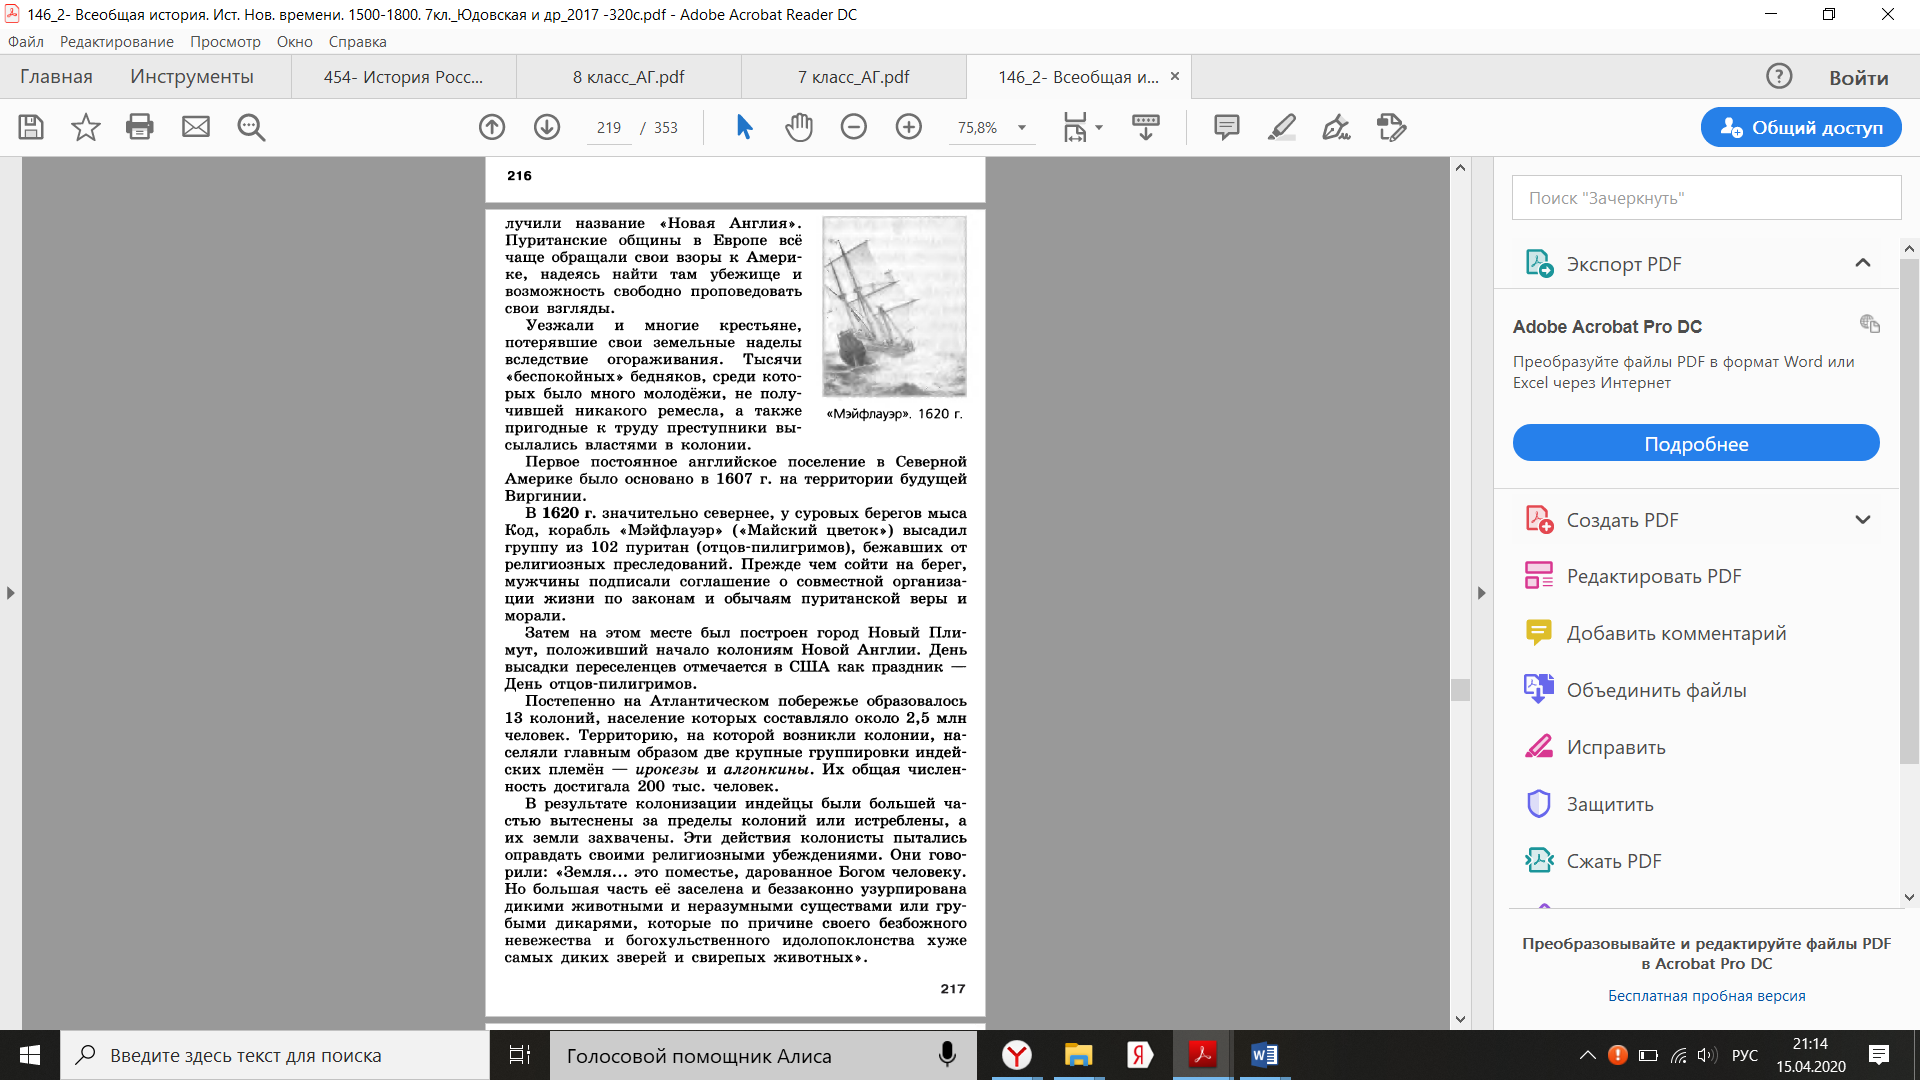 146_2- Всеобщая история. Ист. Нов. времени. 1500-1800. 7кл._Юдовская и др_2017 -320с.pdf - Adobe Acrobat Reader DC
Файл Редактирование Просмотр Окно Справка
Главная Инструменты 454- История Росс... 8 класс_АГ.pdf 7 класс_АГ.pdf 146_2- Всеобщая и... Войти
219 / 353 75,8% Общий доступ
216
лучили название «Новая Англия».
Пуританские общины в Европе всё
чаще обращали свои взоры к Амери-
ке, надеясь найти там убежище и
возможность свободно проповедовать
свои взгляды.
Уезжали и многие крестьяне,
потерявшие свои земельные наделы
вследствие огораживания. Тысячи
«беспокойных» бедняков, среди кото-
рых было много молодёжи, не полу-
чившей никакого ремесла, а также
пригодные к труду преступники вы-
сылались властями в колонии.
«Мэйфлауэр». 1620 г.
Первое постоянное английское поселение в Северной
Америке было основано в 1607 г. на территории будущей
Виргинии.
В 1620 г. значительно севернее, у суровых берегов мыса
Код, корабль «Мэйфлауэр» («Майский цветок») высадил
группу из 102 пуритан (отцов-пилигримов), бежавших от
религиозных преследований. Прежде чем сойти на берег,
мужчины подписали соглашение о совместной организа-
ции жизни по законам и обычаям пуританской веры и
морали.
Затем на этом месте был построен город Новый Пли-
мут, положивший начало колониям Новой Англии. День
высадки переселенцев отмечается в США как праздник —
День отцов-пилигримов.
Постепенно на Атлантическом побережье образовалось
13 колоний, население которых составляло около 2,5 млн
человек. Территорию, на которой возникли колонии, на-
селяли главным образом две крупные группировки индей-
ских племён — ирокезы и алгонкины. Их общая числен-
ность достигала 200 тыс. человек.
В результате колонизации индейцы были большей ча-
стью вытеснены за пределы колоний или истреблены, а
их земли захвачены. Эти действия колонисты пытались
оправдать своими религиозными убеждениями. Они гово-
рили: «Земля... это поместье, дарованное Богом человеку.
Но большая часть её заселена и беззаконно узурпирована
дикими животными и неразумными существами или гру-
быми дикарями, которые по причине своего безбожного
невежества и богохульственного идолопоклонства хуже
самых диких зверей и свирепых животных».
217
Поиск "Зачеркнуть"
Экспорт PDF
Adobe Acrobat Pro DC
Преобразуйте файлы PDF в формат Word или
Excel через Интернет
Подробнее
Создать PDF
Редактировать PDF
Добавить комментарий
Объединить файлы
Исправить
Защитить
Сжать PDF
Преобразовывайте и редактируйте файлы PDF
в Acrobat Pro DC
Бесплатная пробная версия
Введите здесь текст для поиска
Голосовой помощник Алиса
РУС
21:14
15.04.2020